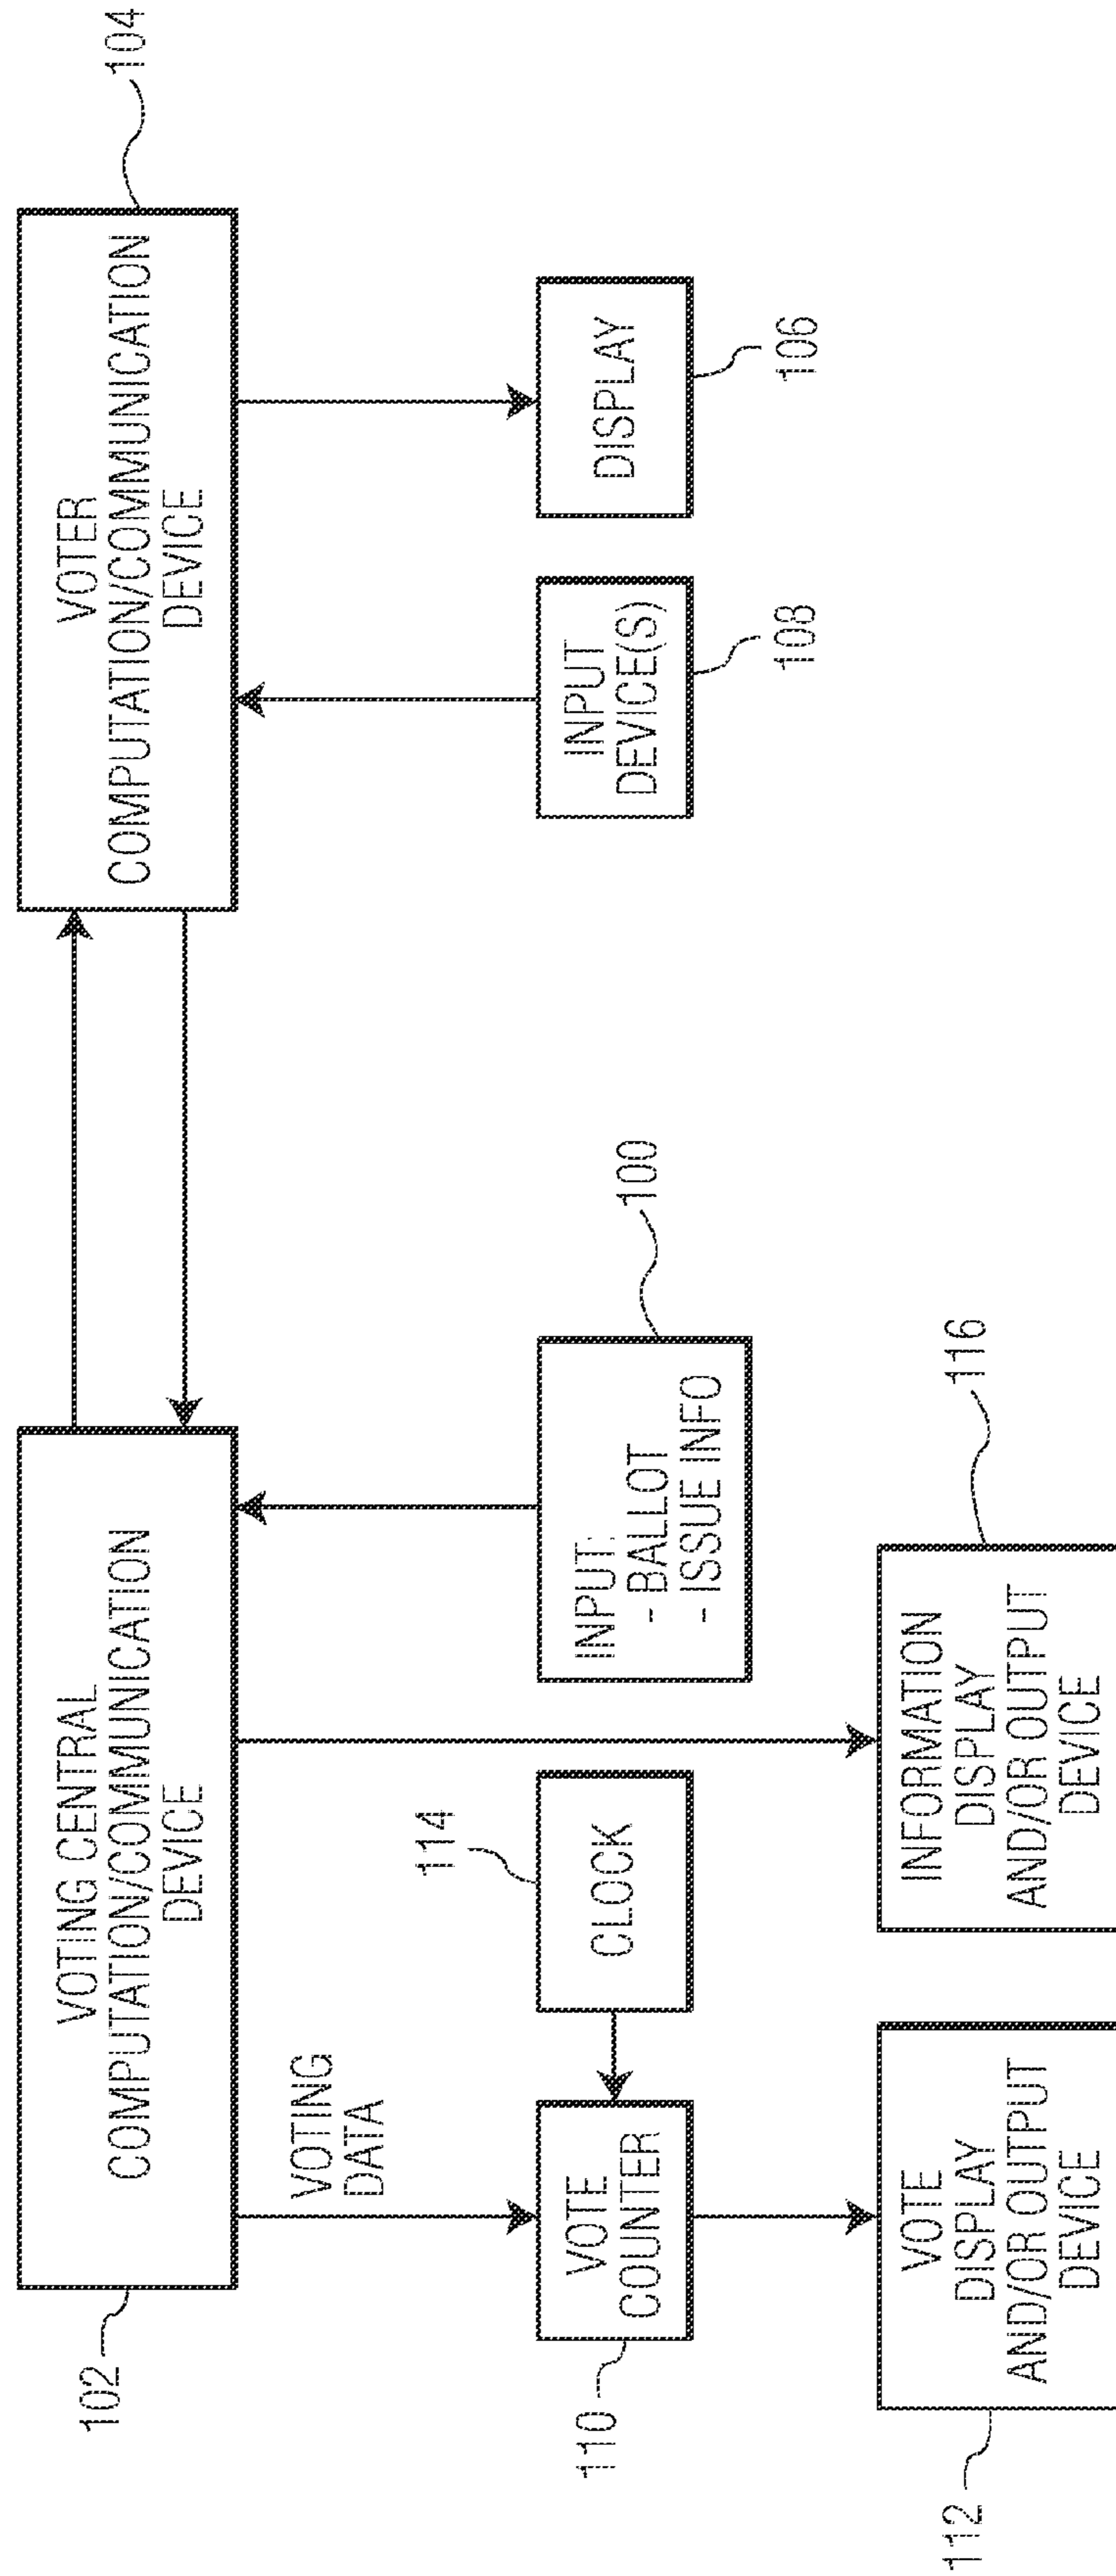 VOTING CENTRAL
COMPUTATION/COMMUNICATION
DEVICE
102
VOTER
COMPUTATION/COMMUNICATION
DEVICE
104
VOTING
DATA
114
VOTE
COUNTER
110
CLOCK
INPUT:
- BALLOT
- ISSUE INFO
100
INPUT
DEVICE(S)
108
DISPLAY
106
VOTE
DISPLAY
AND/OR OUTPUT
DEVICE
112
INFORMATION
DISPLAY
AND/OR OUTPUT
DEVICE
116